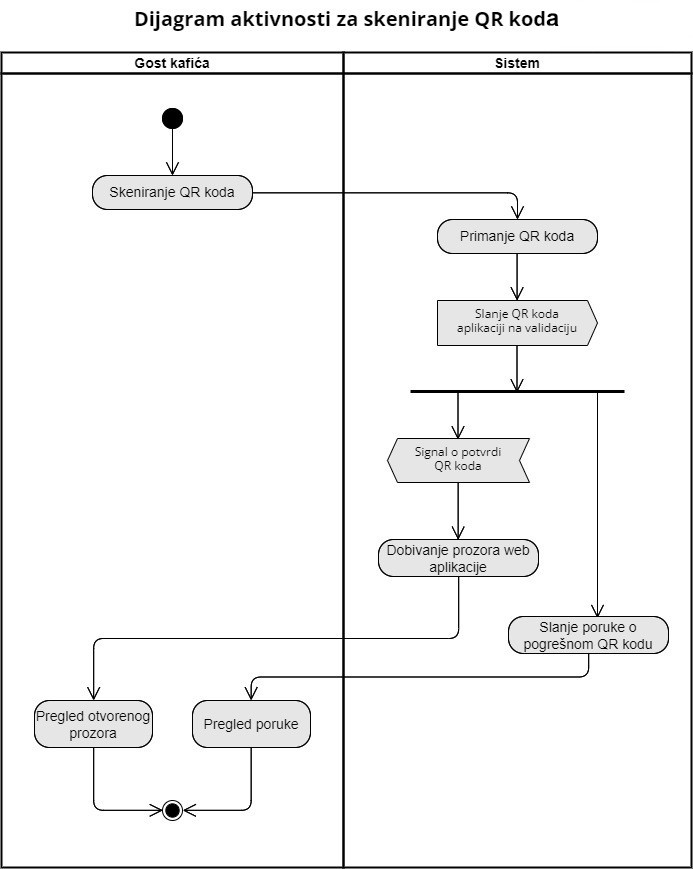 Dijagram aktivnosti za skeniranje QR koda
Gost kafića
Sistem
Skeniranje QR koda
Primanje QR koda
Slanje QR koda
aplikaciji na validaciju
Signal o potvrdi
QR koda
Dobivanje prozora web
aplikacije
Slanje poruke o
pogrešnom QR kodu
Pregled otvorenog
prozora
Pregled poruke